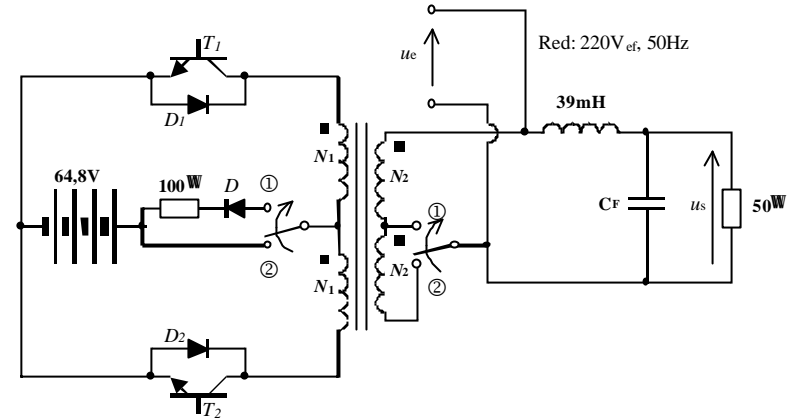 T1
D1
ue
Red: 220Vef, 50Hz
39mH
N1
N2
64,8V
100W
D
①
②
N1
①
N2
②
CF
us
50W
D2
T2